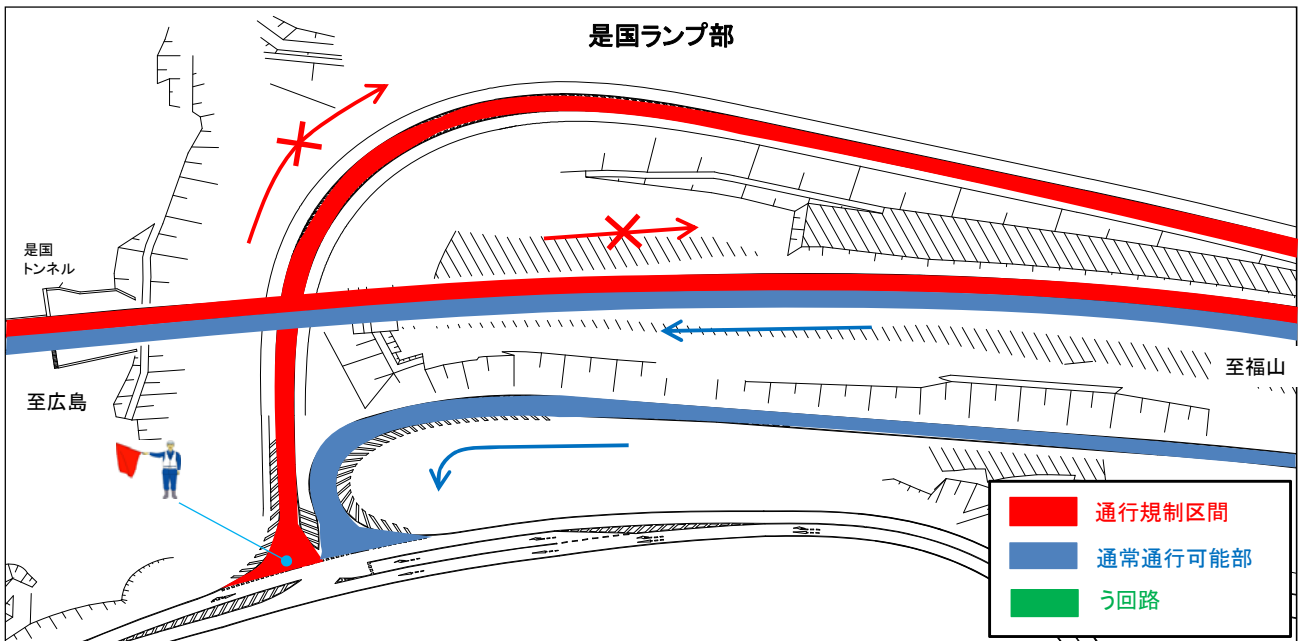 是国ランプ部
是国
トンネル
至広島
至福山
通行規制区間
通常通行可能部
う回路